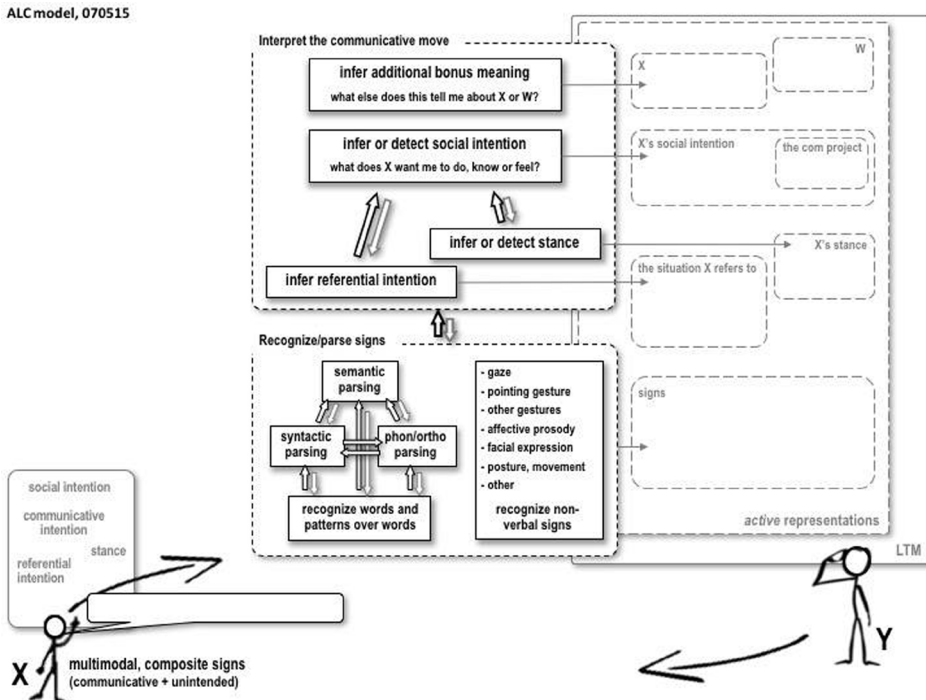 ALC model, 070515
Interpret the communicative move
infer additional bonus meaning
what else does this tell me about X or W?
infer or detect social intention
what does X want me to do, know or feel?
infer or detect stance
infer referential intention
X
W
X's social intention
the com project
X's stance
the situation X refers to
Recognize/parse signs
semantic
parsing
syntactic
parsing
phon/ortho
parsing
recognize words and
patterns over words
- gaze
- pointing gesture
- other gestures
- affective prosody
- facial expression
- posture, movement
- other
recognize non-
verbal signs
signs
active representations
LTM
social intention
communicative
intention
stance
referential
intention
X
multimodal, composite signs
(communicative + unintended)
Y